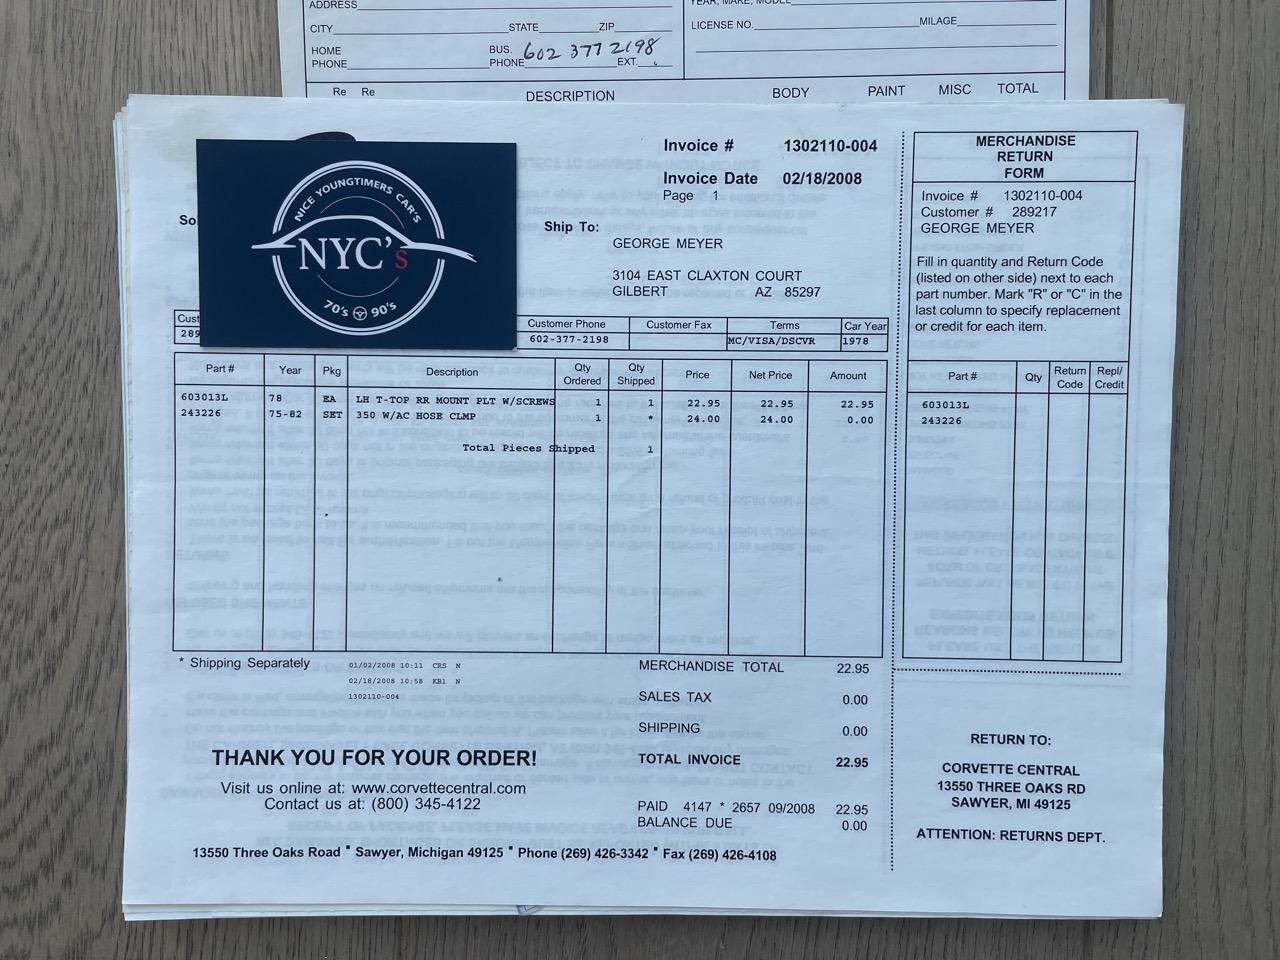 ADDRESS
YEAR, MAKE, MODEL
CITY STATE ZIP
LICENSE NO. MILAGE
HOME PHONE
BUS. PHONE 602 377 2198 EXT.
Re Re DESCRIPTION BODY PAINT MISC TOTAL
NICE YOUNGTIMERS CAR'S
NYC's
70's 90's
Invoice # 1302110-004
Invoice Date 02/18/2008
Page 1
So
Ship To:
GEORGE MEYER
3104 EAST CLAXTON COURT
GILBERT AZ 85297
Cust Customer Phone Customer Fax Terms Car Year
289 602-377-2198 MC/VISA/DSCVR 1978
Part # Year Pkg Description Qty Ordered Qty Shipped Price Net Price Amount
603013L 78 EA LH T-TOP RR MOUNT PLT W/SCREWS 1 1 22.95 22.95 22.95
243226 75-82 SET 350 W/AC HOSE CLMP 1 * 24.00 24.00 0.00
Total Pieces Shipped 1
* Shipping Separately
01/02/2008 10:11 CRS N
02/18/2008 10:58 KB1 N
1302110-004
MERCHANDISE TOTAL 22.95
SALES TAX 0.00
SHIPPING 0.00
TOTAL INVOICE 22.95
PAID 4147 * 2657 09/2008 22.95
BALANCE DUE 0.00
THANK YOU FOR YOUR ORDER!
Visit us online at: www.corvettecentral.com
Contact us at: (800) 345-4122
13550 Three Oaks Road * Sawyer, Michigan 49125 * Phone (269) 426-3342 * Fax (269) 426-4108
MERCHANDISE
RETURN
FORM
Invoice # 1302110-004
Customer # 289217
GEORGE MEYER
Fill in quantity and Return Code
(listed on other side) next to each
part number. Mark "R" or "C" in the
last column to specify replacement
or credit for each item.
Part # Qty Return Code Repl/ Credit
603013L
243226
RETURN TO:
CORVETTE CENTRAL
13550 THREE OAKS RD
SAWYER, MI 49125
ATTENTION: RETURNS DEPT.